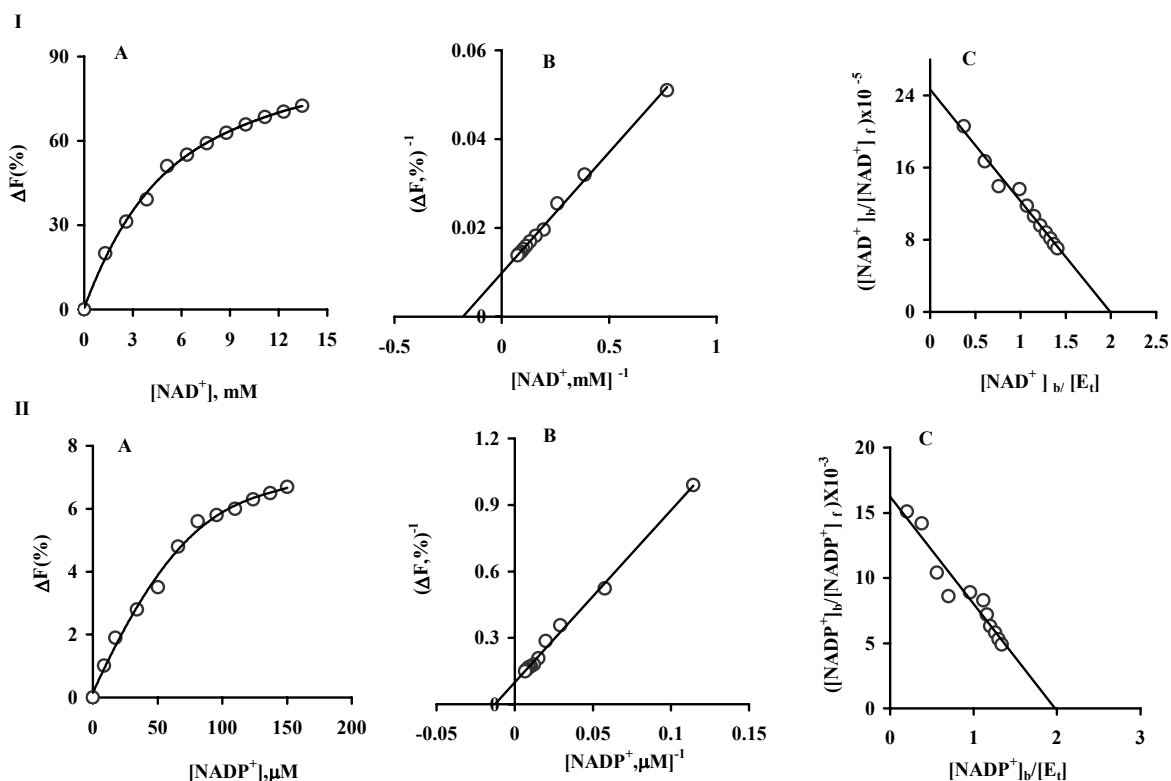 I
A
ΔF(%)
90
60
30
0
0 3 6 9 12 15
[NAD⁺], mM
B
(ΔF,%)⁻¹
0.06
0.04
0.02
0
-0.5 0 0.5 1
[NAD⁺,mM]⁻¹
C
([NAD⁺]b/[NAD⁺]f)x10⁻⁵
24
16
8
0
0 0.5 1 1.5 2 2.5
[NAD⁺]b/[Et]
II
A
ΔF(%)
8
6
4
2
0
0 50 100 150 200
[NADP⁺],µM
B
(ΔF,%)⁻¹
1.2
0.9
0.6
0.3
0
-0.05 0 0.05 0.1 0.15
[NADP⁺,µM]⁻¹
C
([NADP⁺]b/[NADP⁺]f)X10⁻³
20
15
10
5
0
0 1 2 3
[NADP⁺]b/[Et]